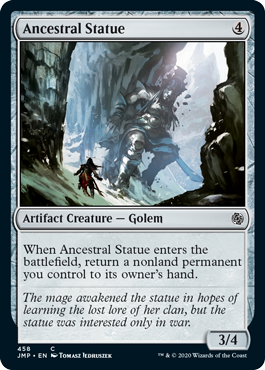 Ancestral Statue 4
Artifact Creature — Golem
When Ancestral Statue enters the
battlefield, return a nonland permanent
you control to its owner's hand.
The mage awakened the statue in hopes of
learning the lost lore of her clan, but the
statue was interested only in war.
3/4
458 C
JMP • EN Tomasz Jedruszek
™ & © 2020 Wizards of the Coast